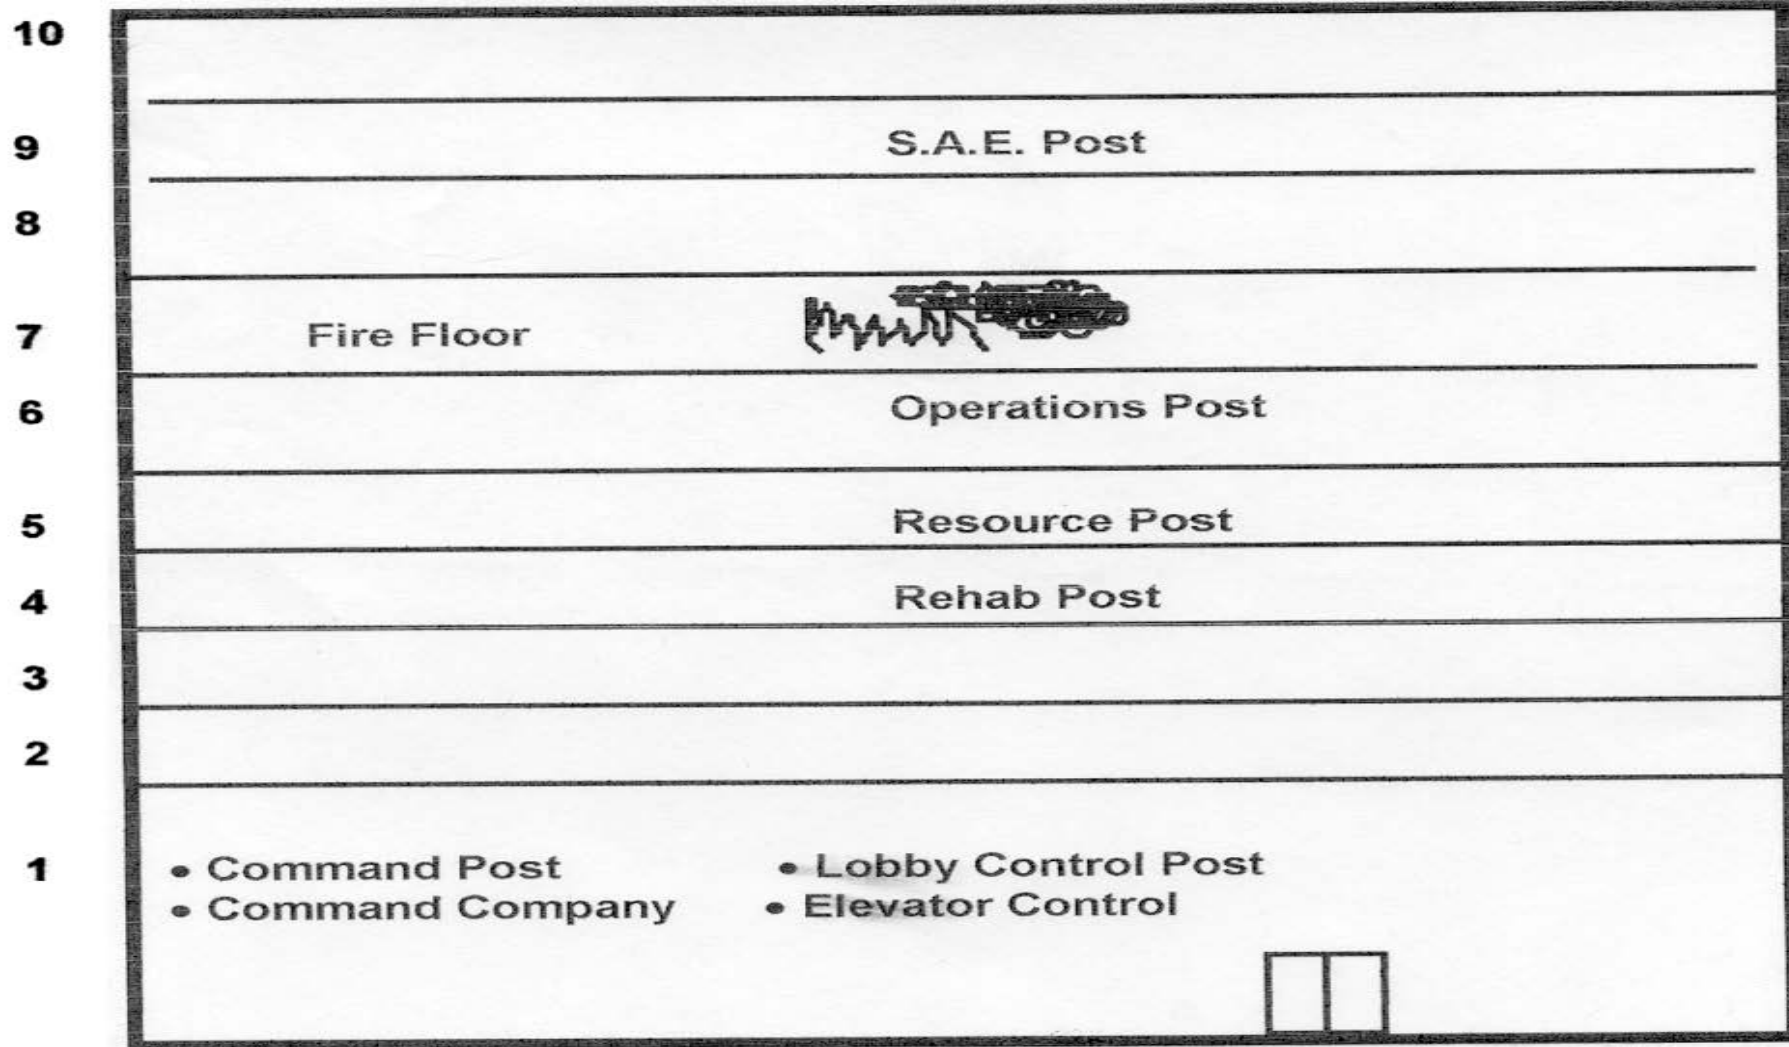 10
9 S.A.E. Post
8
7 Fire Floor
6 Operations Post
5 Resource Post
4 Rehab Post
3
2
1 • Command Post • Lobby Control Post
• Command Company • Elevator Control